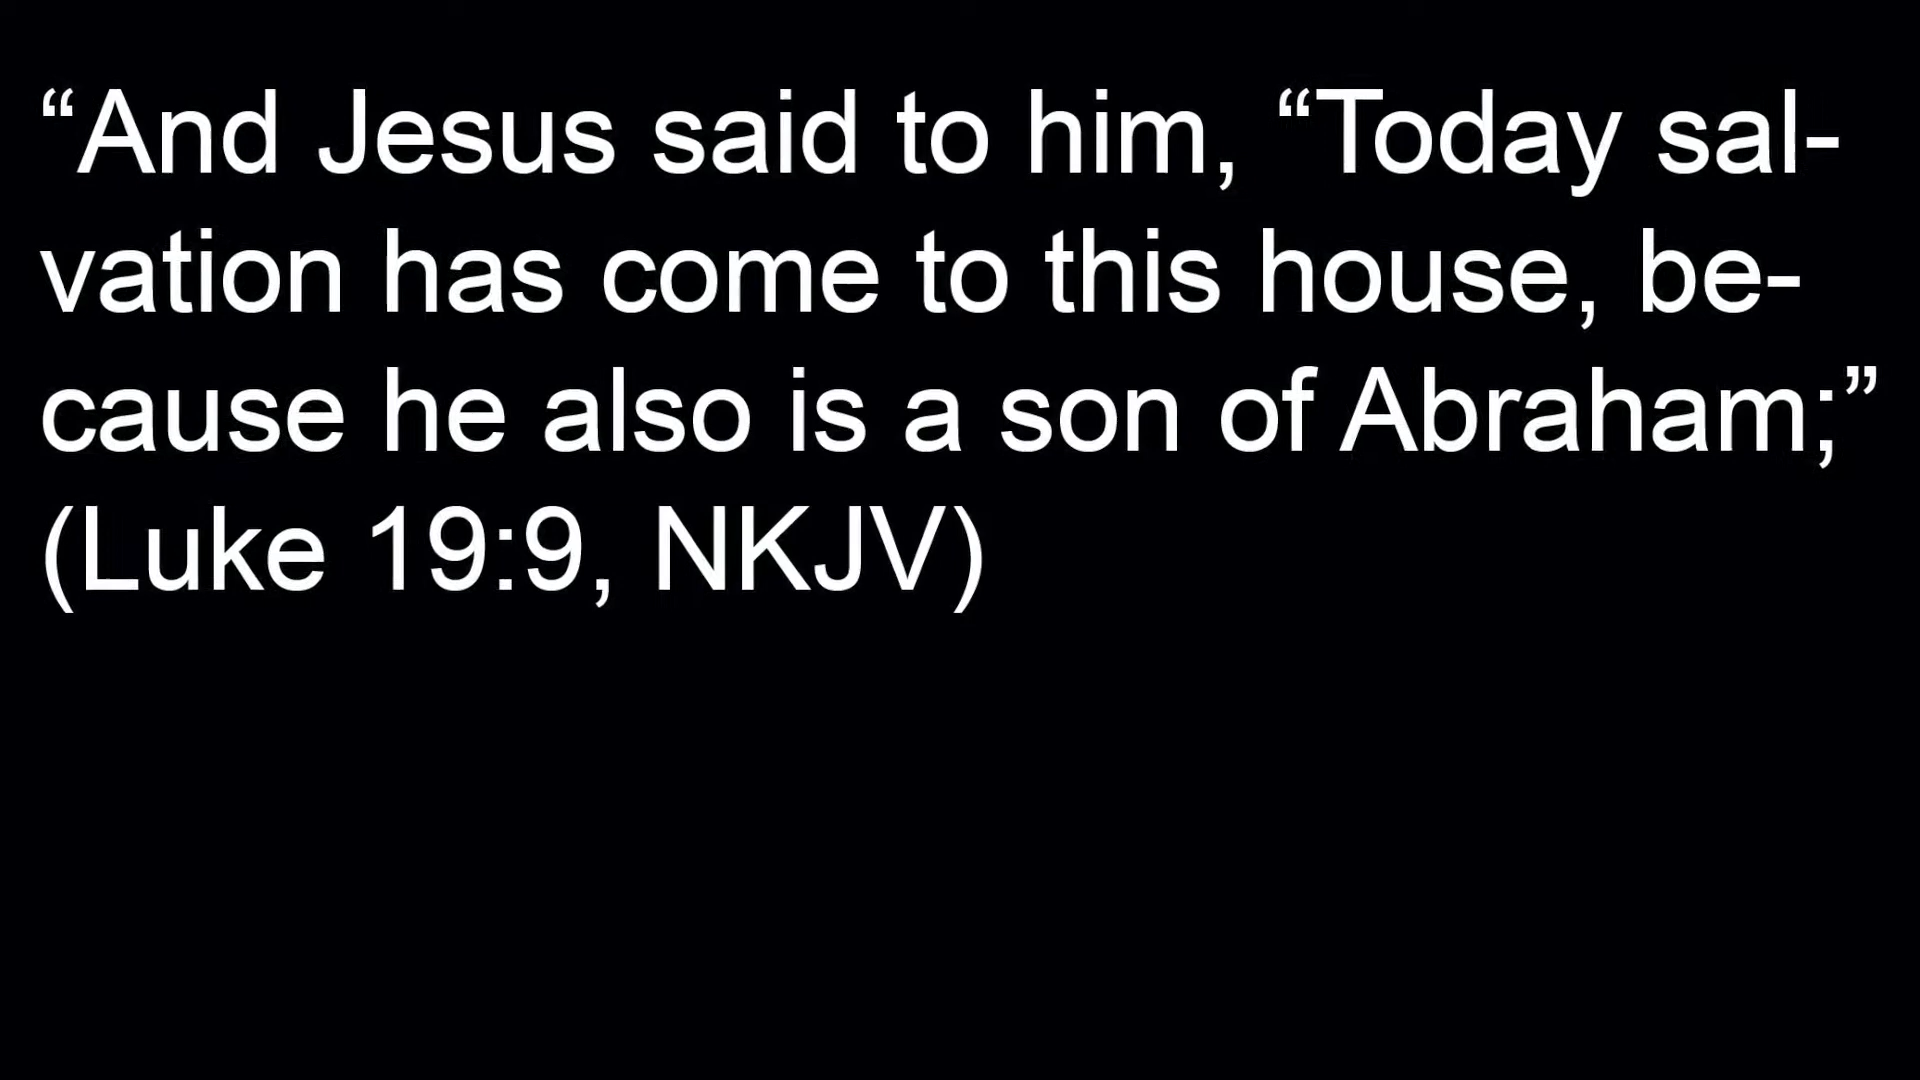 “And Jesus said to him, “Today sal-
vation has come to this house, be-
cause he also is a son of Abraham;”
(Luke 19:9, NKJV)